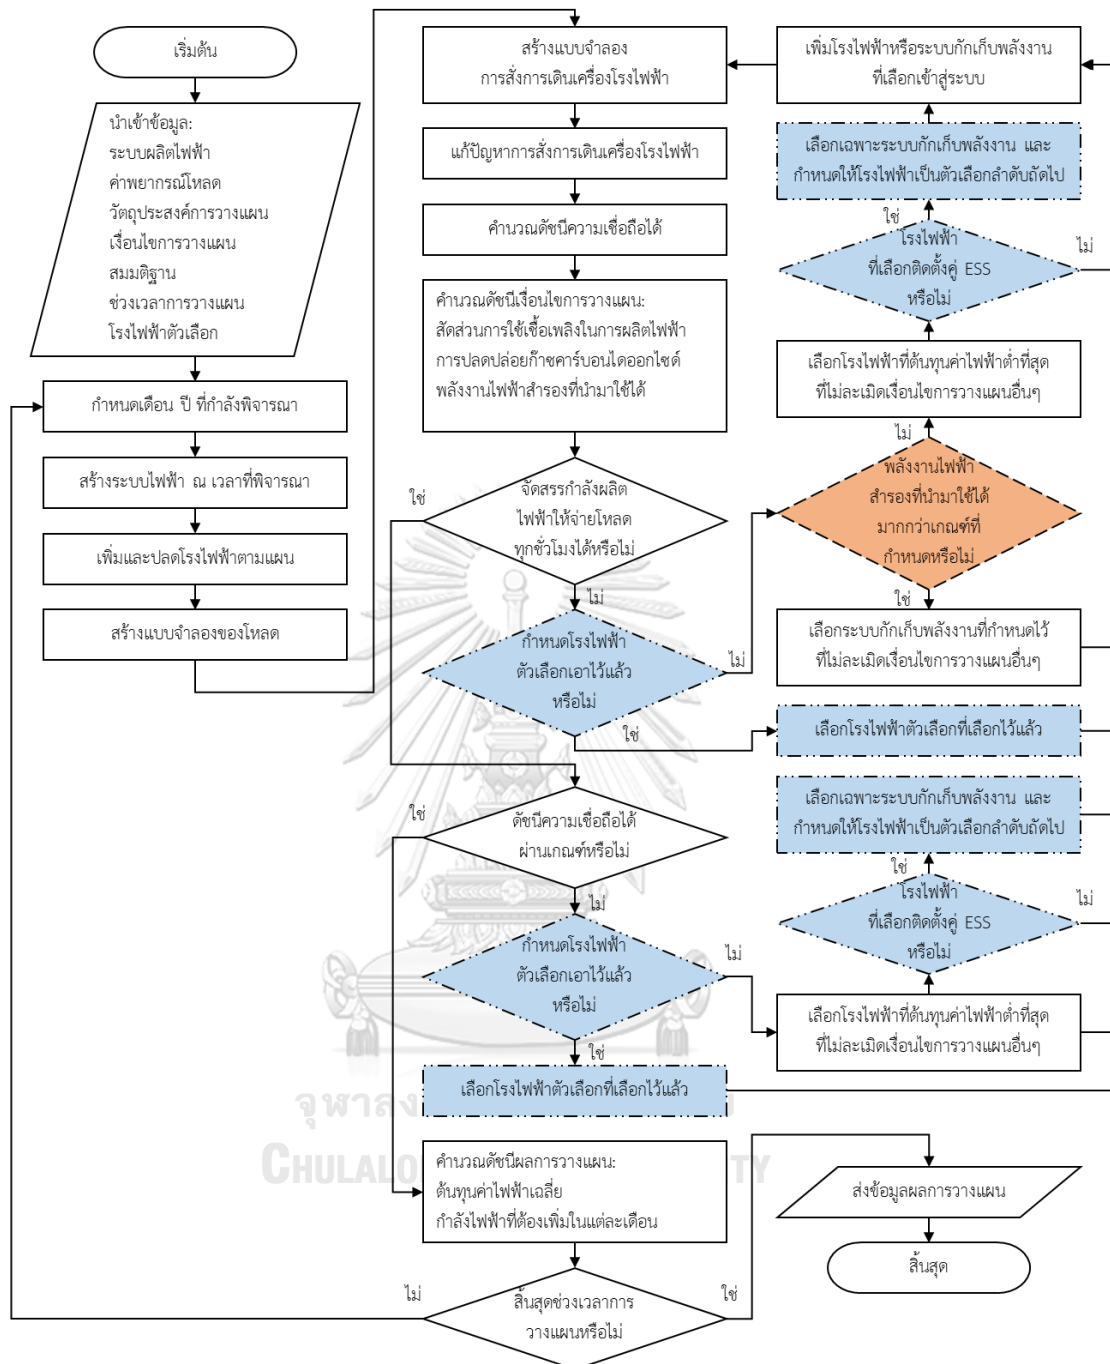 เริ่มต้น
นำเข้าข้อมูล:
ระบบผลิตไฟฟ้า
ค่าพยากรณ์โหลด
วัตถุประสงค์การวางแผน
เงื่อนไขการวางแผน
สมมติฐาน
ช่วงเวลาการวางแผน
โรงไฟฟ้าตัวเลือก
กำหนดเดือน ปี ที่กำลังพิจารณา
สร้างระบบไฟฟ้า ณ เวลาที่พิจารณา
เพิ่มและปลดโรงไฟฟ้าตามแผน
สร้างแบบจำลองของโหลด
สร้างแบบจำลอง
การสั่งการเดินเครื่องโรงไฟฟ้า
แก้ปัญหาการสั่งการเดินเครื่องโรงไฟฟ้า
คำนวณดัชนีความเชื่อถือได้
คำนวณดัชนีเงื่อนไขการวางแผน:
สัดส่วนการใช้เชื้อเพลิงในการผลิตไฟฟ้า
การปลดปล่อยก๊าซคาร์บอนไดออกไซด์
พลังงานไฟฟ้าสำรองที่นำมาใช้ได้
ใช่
จัดสรรกำลังผลิต
ไฟฟ้าให้จ่ายโหลด
ทุกชั่วโมงได้หรือไม่
ไม่
กำหนดโรงไฟฟ้า
ตัวเลือกเอาไว้แล้ว
หรือไม่
ไม่
ใช่
ใช่
ดัชนีความเชื่อถือได้
ผ่านเกณฑ์หรือไม่
ไม่
กำหนดโรงไฟฟ้า
ตัวเลือกเอาไว้แล้ว
หรือไม่
ไม่
ใช่
เลือกโรงไฟฟ้าตัวเลือกที่เลือกไว้แล้ว
คำนวณดัชนีผลการวางแผน:
ต้นทุนค่าไฟฟ้าเฉลี่ย
กำลังไฟฟ้าที่ต้องเพิ่มในแต่ละเดือน
ไม่
สิ้นสุดช่วงเวลาการ
วางแผนหรือไม่
ใช่
เพิ่มโรงไฟฟ้าหรือระบบกักเก็บพลังงาน
ที่เลือกเข้าสู่ระบบ
เลือกเฉพาะระบบกักเก็บพลังงาน และ
กำหนดให้โรงไฟฟ้าเป็นตัวเลือกลำดับถัดไป
ใช่
โรงไฟฟ้า
ที่เลือกติดตั้งคู่ ESS
หรือไม่
ไม่
เลือกโรงไฟฟ้าที่ต้นทุนค่าไฟฟ้าต่ำที่สุด
ที่ไม่ละเมิดเงื่อนไขการวางแผนอื่นๆ
ไม่
พลังงานไฟฟ้า
สำรองที่นำมาใช้ได้
มากกว่าเกณฑ์ที่
กำหนดหรือไม่
ใช่
เลือกระบบกักเก็บพลังงานที่กำหนดไว้
ที่ไม่ละเมิดเงื่อนไขการวางแผนอื่นๆ
เลือกโรงไฟฟ้าตัวเลือกที่เลือกไว้แล้ว
เลือกเฉพาะระบบกักเก็บพลังงาน และ
กำหนดให้โรงไฟฟ้าเป็นตัวเลือกลำดับถัดไป
ใช่
โรงไฟฟ้า
ที่เลือกติดตั้งคู่ ESS
หรือไม่
ไม่
เลือกโรงไฟฟ้าที่ต้นทุนค่าไฟฟ้าต่ำที่สุด
ที่ไม่ละเมิดเงื่อนไขการวางแผนอื่นๆ
ส่งข้อมูลผลการวางแผน
สิ้นสุด